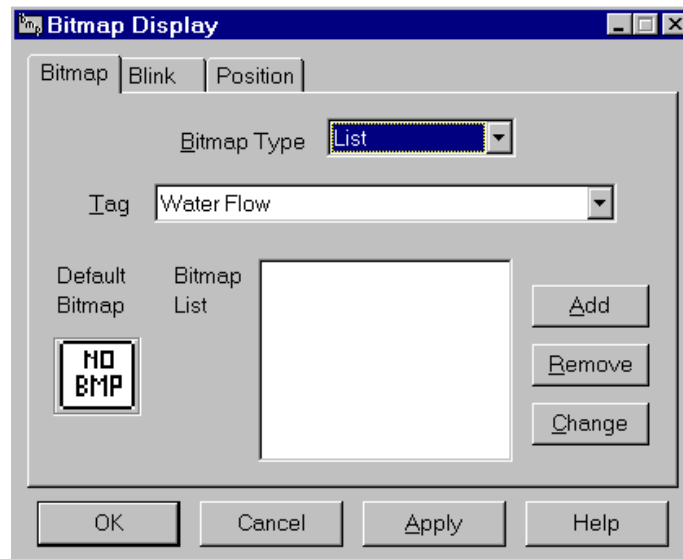 Bitmap Display
Bitmap Blink Position
Bitmap Type List
Tag Water Flow
Default Bitmap
Bitmap List
NO
BMP
Add
Remove
Change
OK Cancel Apply Help